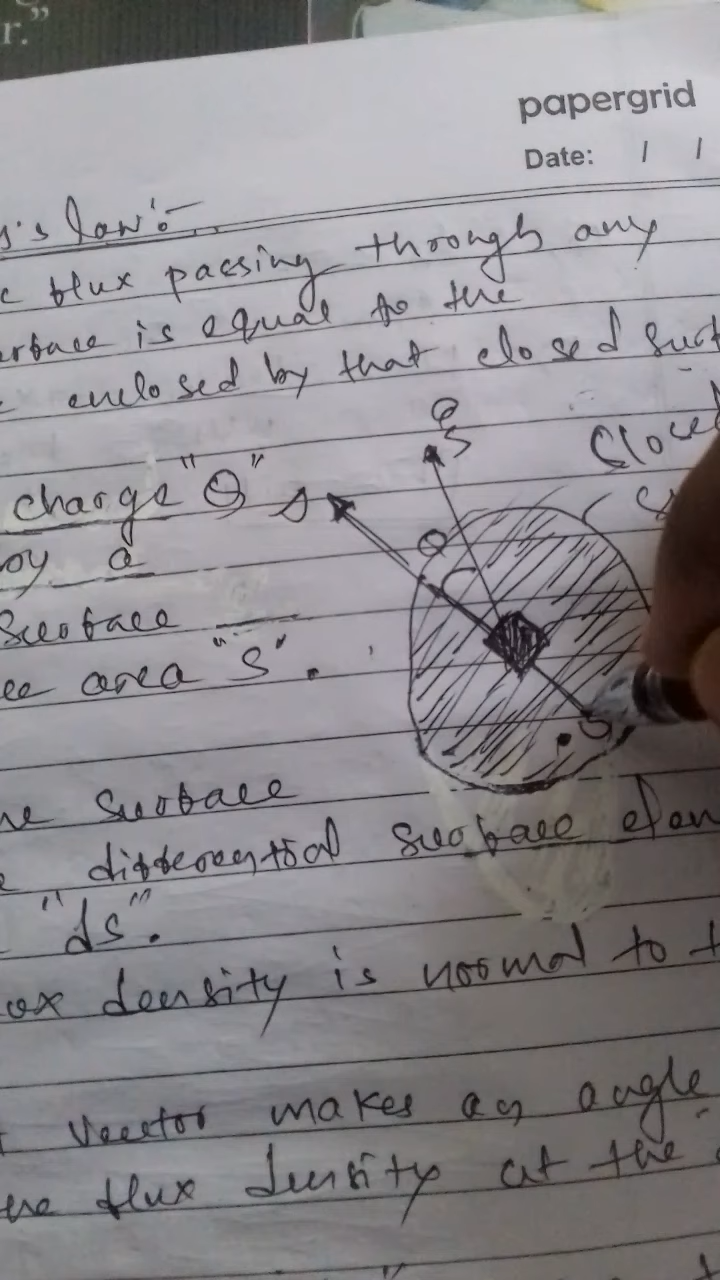 r.”
papergrid
Date: / /
s's law:-
c flux passing through any
surface is equal to the
enclosed by that closed surf
charge "Q"
by a
Surface
area "S".
the Surface
differential surface elem
"ds".
ux density is normal to t
t Vector makes an angle
the flux density at the